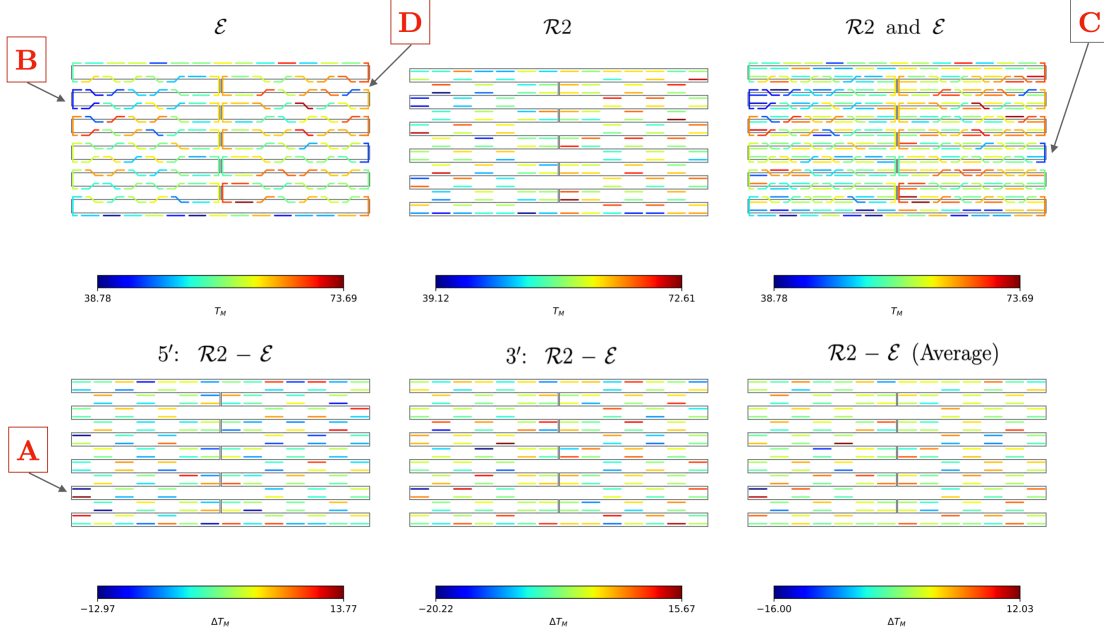 ℰ
D
ℛ2
ℛ2 and ℰ
C
B
38.78
73.69
T_M
39.12
72.61
T_M
38.78
73.69
T_M
5′: ℛ2 − ℰ
3′: ℛ2 − ℰ
ℛ2 − ℰ (Average)
A
−12.97
13.77
ΔT_M
−20.22
15.67
ΔT_M
−16.00
12.03
ΔT_M